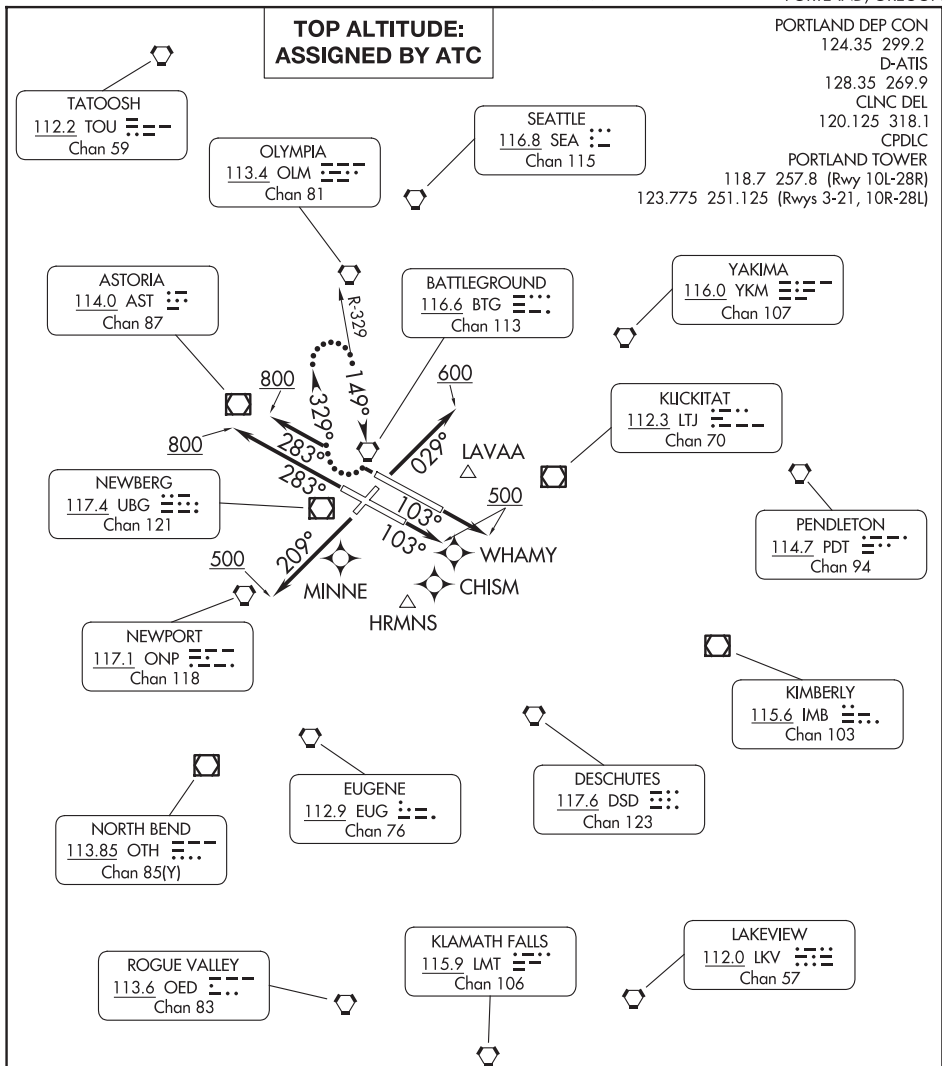 TOP ALTITUDE:
ASSIGNED BY ATC
PORTLAND DEP CON
124.35 299.2
D-ATIS
128.35 269.9
CLNC DEL
120.125 318.1
CPDLC
PORTLAND TOWER
118.7 257.8 (Rwy 10L-28R)
123.775 251.125 (Rwys 3-21, 10R-28L)
TATOOSH
112.2 TOU
Chan 59
SEATTLE
116.8 SEA
Chan 115
OLYMPIA
113.4 OLM
Chan 81
ASTORIA
114.0 AST
Chan 87
BATTLEGROUND
116.6 BTG
Chan 113
YAKIMA
116.0 YKM
Chan 107
R-329
149°
329°
800
800
283°
283°
600
029°
LAVAA
KLICKITAT
112.3 LTJ
Chan 70
NEWBERG
117.4 UBG
Chan 121
103°
103°
500
WHAMY
CHISM
PENDLETON
114.7 PDT
Chan 94
209°
500
MINNE
HRMNS
NEWPORT
117.1 ONP
Chan 118
KIMBERLY
115.6 IMB
Chan 103
EUGENE
112.9 EUG
Chan 76
DESCHUTES
117.6 DSD
Chan 123
NORTH BEND
113.85 OTH
Chan 85(Y)
ROGUE VALLEY
113.6 OED
Chan 83
KLAMATH FALLS
115.9 LMT
Chan 106
LAKEVIEW
112.0 LKV
Chan 57